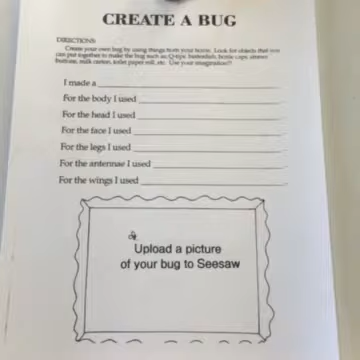 CREATE A BUG
DIRECTIONS:
Create your own bug by using things from your home. Look for objects that you
can put together to make the bug such as Q-tips, buttondish, bottle caps, straws
buttons, milk carton, toilet paper roll, etc. Use your imagination!!
I made a
For the body I used
For the head I used
For the face I used
For the legs I used
For the antennae I used
For the wings I used
Upload a picture
of your bug to Seesaw